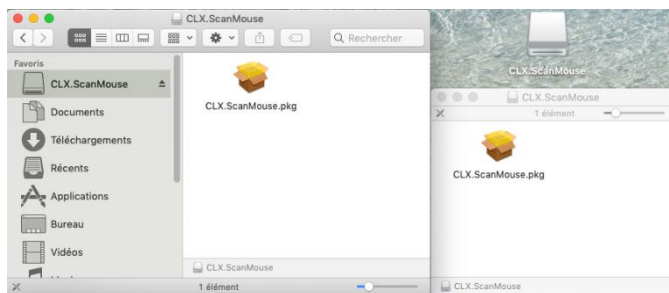 CLX.ScanMouse
Rechercher
Favoris
CLX.ScanMouse
Documents
Téléchargements
Récents
Applications
Bureau
Vidéos
CLX.ScanMouse.pkg
CLX.ScanMouse
1 élément
CLX.ScanMouse
CLX.ScanMouse
1 élément
CLX.ScanMouse.pkg
CLX.ScanMouse